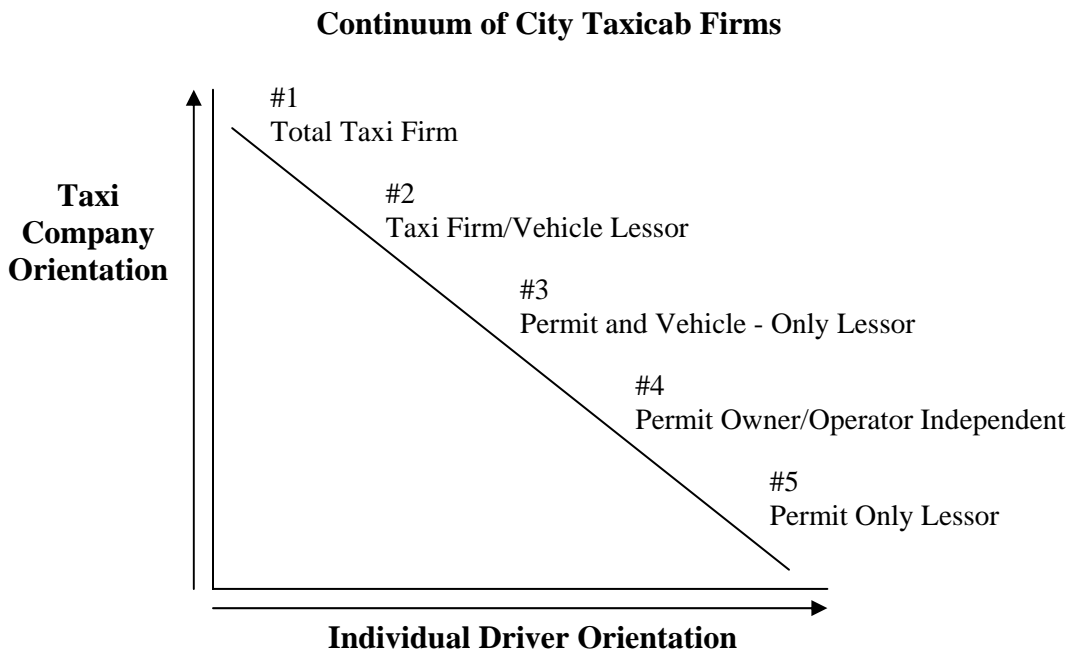 Continuum of City Taxicab Firms
#1
Total Taxi Firm
Taxi
Company
Orientation
#2
Taxi Firm/Vehicle Lessor
#3
Permit and Vehicle - Only Lessor
#4
Permit Owner/Operator Independent
#5
Permit Only Lessor
Individual Driver Orientation